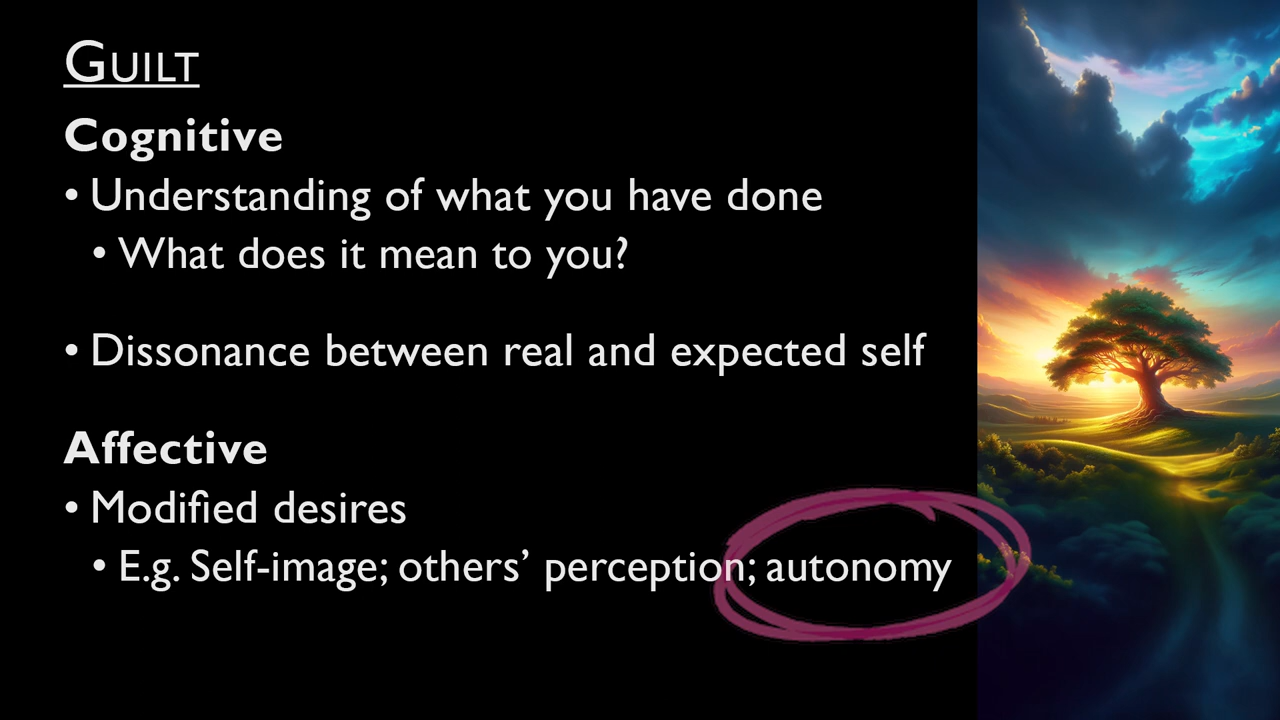 GUILT
Cognitive
• Understanding of what you have done
• What does it mean to you?
• Dissonance between real and expected self
Affective
• Modified desires
• E.g. Self-image; others’ perception; autonomy